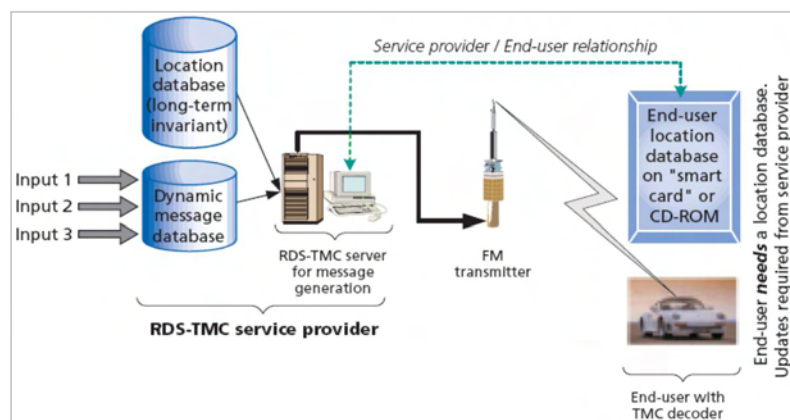 Service provider / End-user relationship
Location
database
(long-term
invariant)
Input 1
Input 2
Input 3
Dynamic
message
database
RDS-TMC server
for message
generation
RDS-TMC service provider
FM
transmitter
End-user
location
database
on "smart
card" or
CD-ROM
End-user with
TMC decoder
End-user needs a location database.
Updates required from service provider